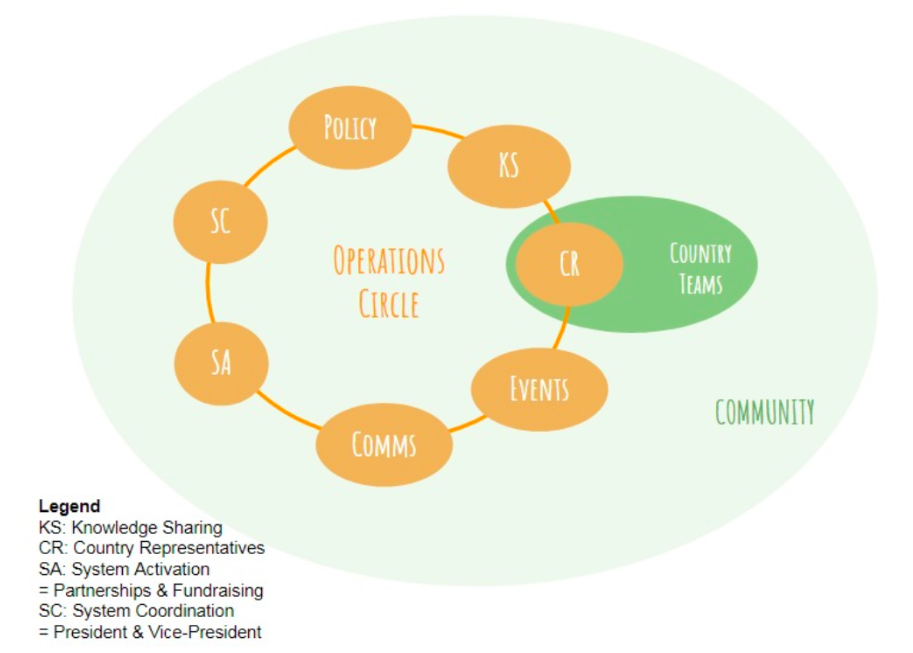 POLICY
KS
SC
OPERATIONS
CIRCLE
CR
COUNTRY
TEAMS
SA
EVENTS
COMMS
COMMUNITY
Legend
KS: Knowledge Sharing
CR: Country Representatives
SA: System Activation
= Partnerships & Fundraising
SC: System Coordination
= President & Vice-President